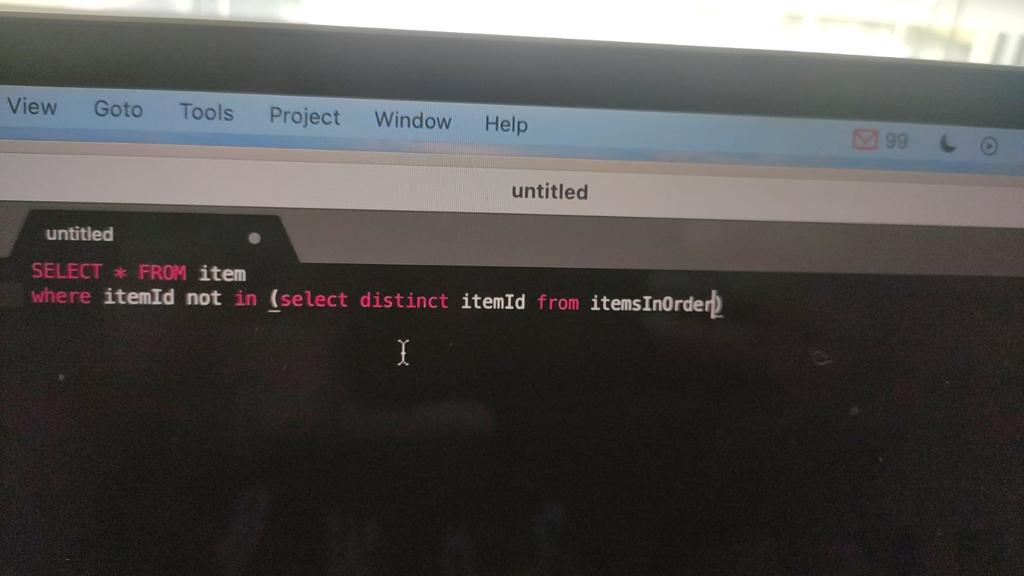 View Goto Tools Project Window Help 99
untitled
untitled
SELECT * FROM item
where itemId not in (select distinct itemId from itemsInOrder)